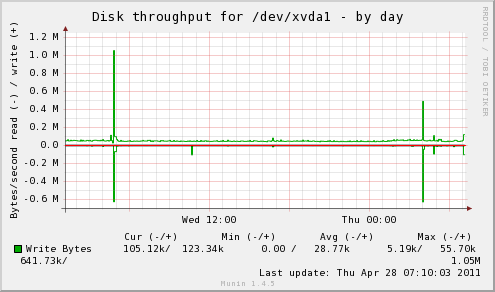 Disk throughput for /dev/xvda1 - by day
RRDTOOL / TOBI OETIKER
Bytes/second read (-) / write (+)
1.2 M
1.0 M
0.8 M
0.6 M
0.4 M
0.2 M
0.0
-0.2 M
-0.4 M
-0.6 M
Wed 12:00 Thu 00:00
Cur (-/+) Min (-/+) Avg (-/+) Max (-/+)
Write Bytes 105.12k/ 123.34k 0.00 / 28.77k 5.19k/ 55.70k
641.73k/ 1.05M
Last update: Thu Apr 28 07:10:03 2011
Munin 1.4.5